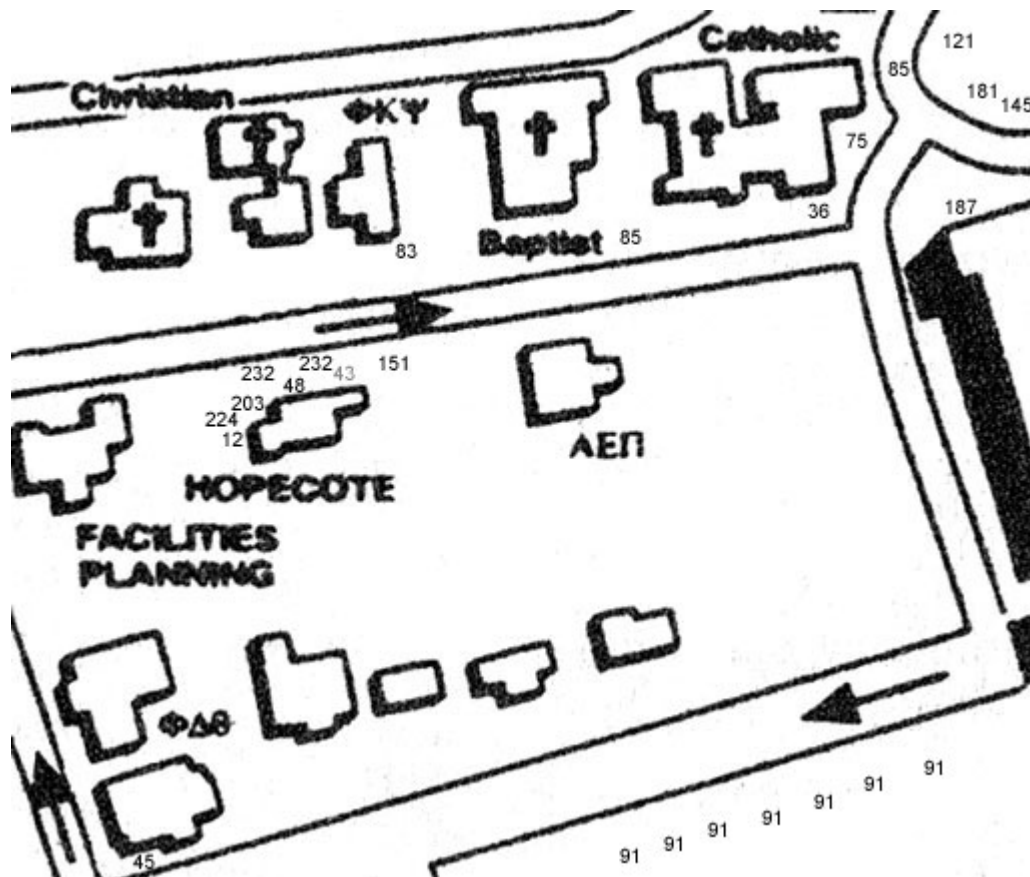 Catholic
121
85
181
145
Christian
ΦΚΨ
75
36
187
83
Baptist
85
232
232
43
151
48
203
224
12
ΑΕΠ
HOPECOTE
FACILITIES
PLANNING
ΦΔθ
91
91
91
91
91
91
91
45